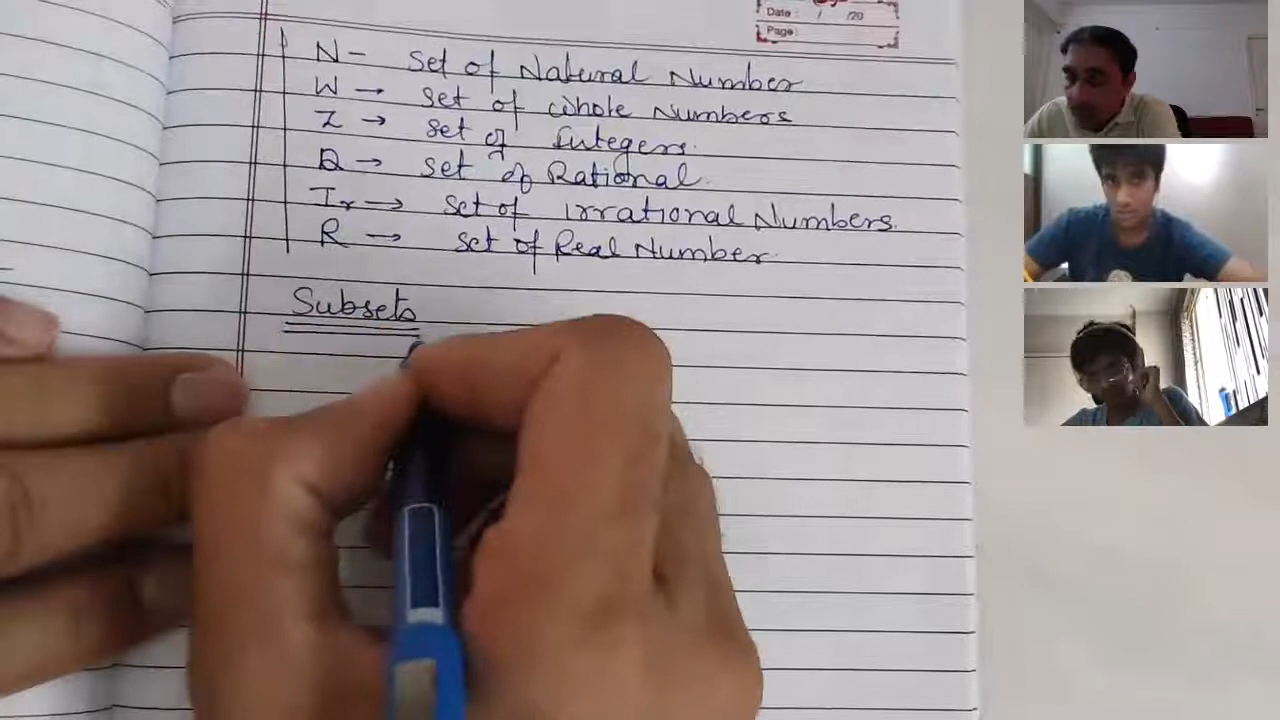 Date : / /20
Page:
N - Set of Natural Number
W → set of whole Numbers
Z → set of Integers.
Q → set of Rational.
Ir → set of irrational Numbers.
R → set of Real Number.
Subsets